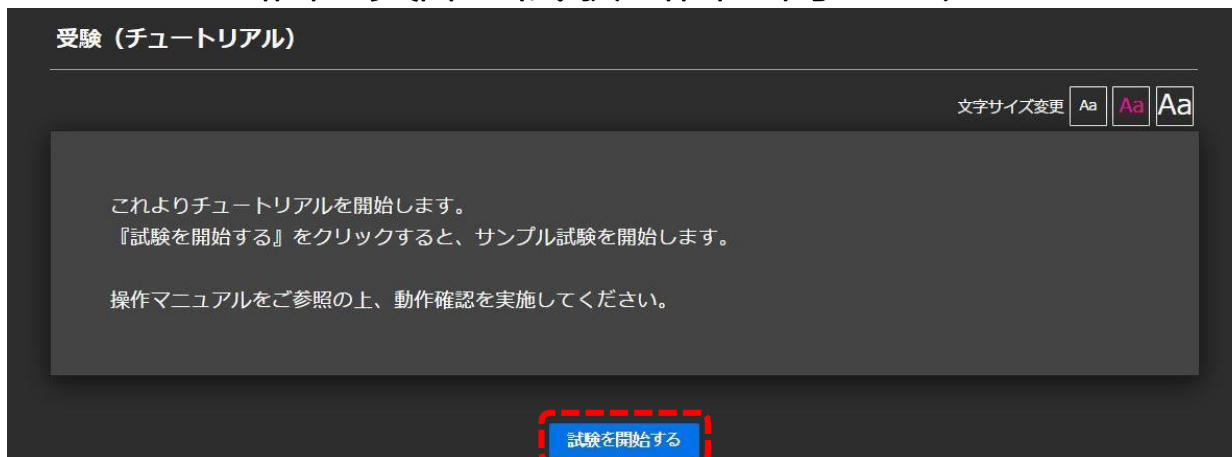 受験（チュートリアル）
文字サイズ変更 Aa Aa Aa
これよりチュートリアルを開始します。
『試験を開始する』をクリックすると、サンプル試験を開始します。
操作マニュアルをご参照の上、動作確認を実施してください。
試験を開始する